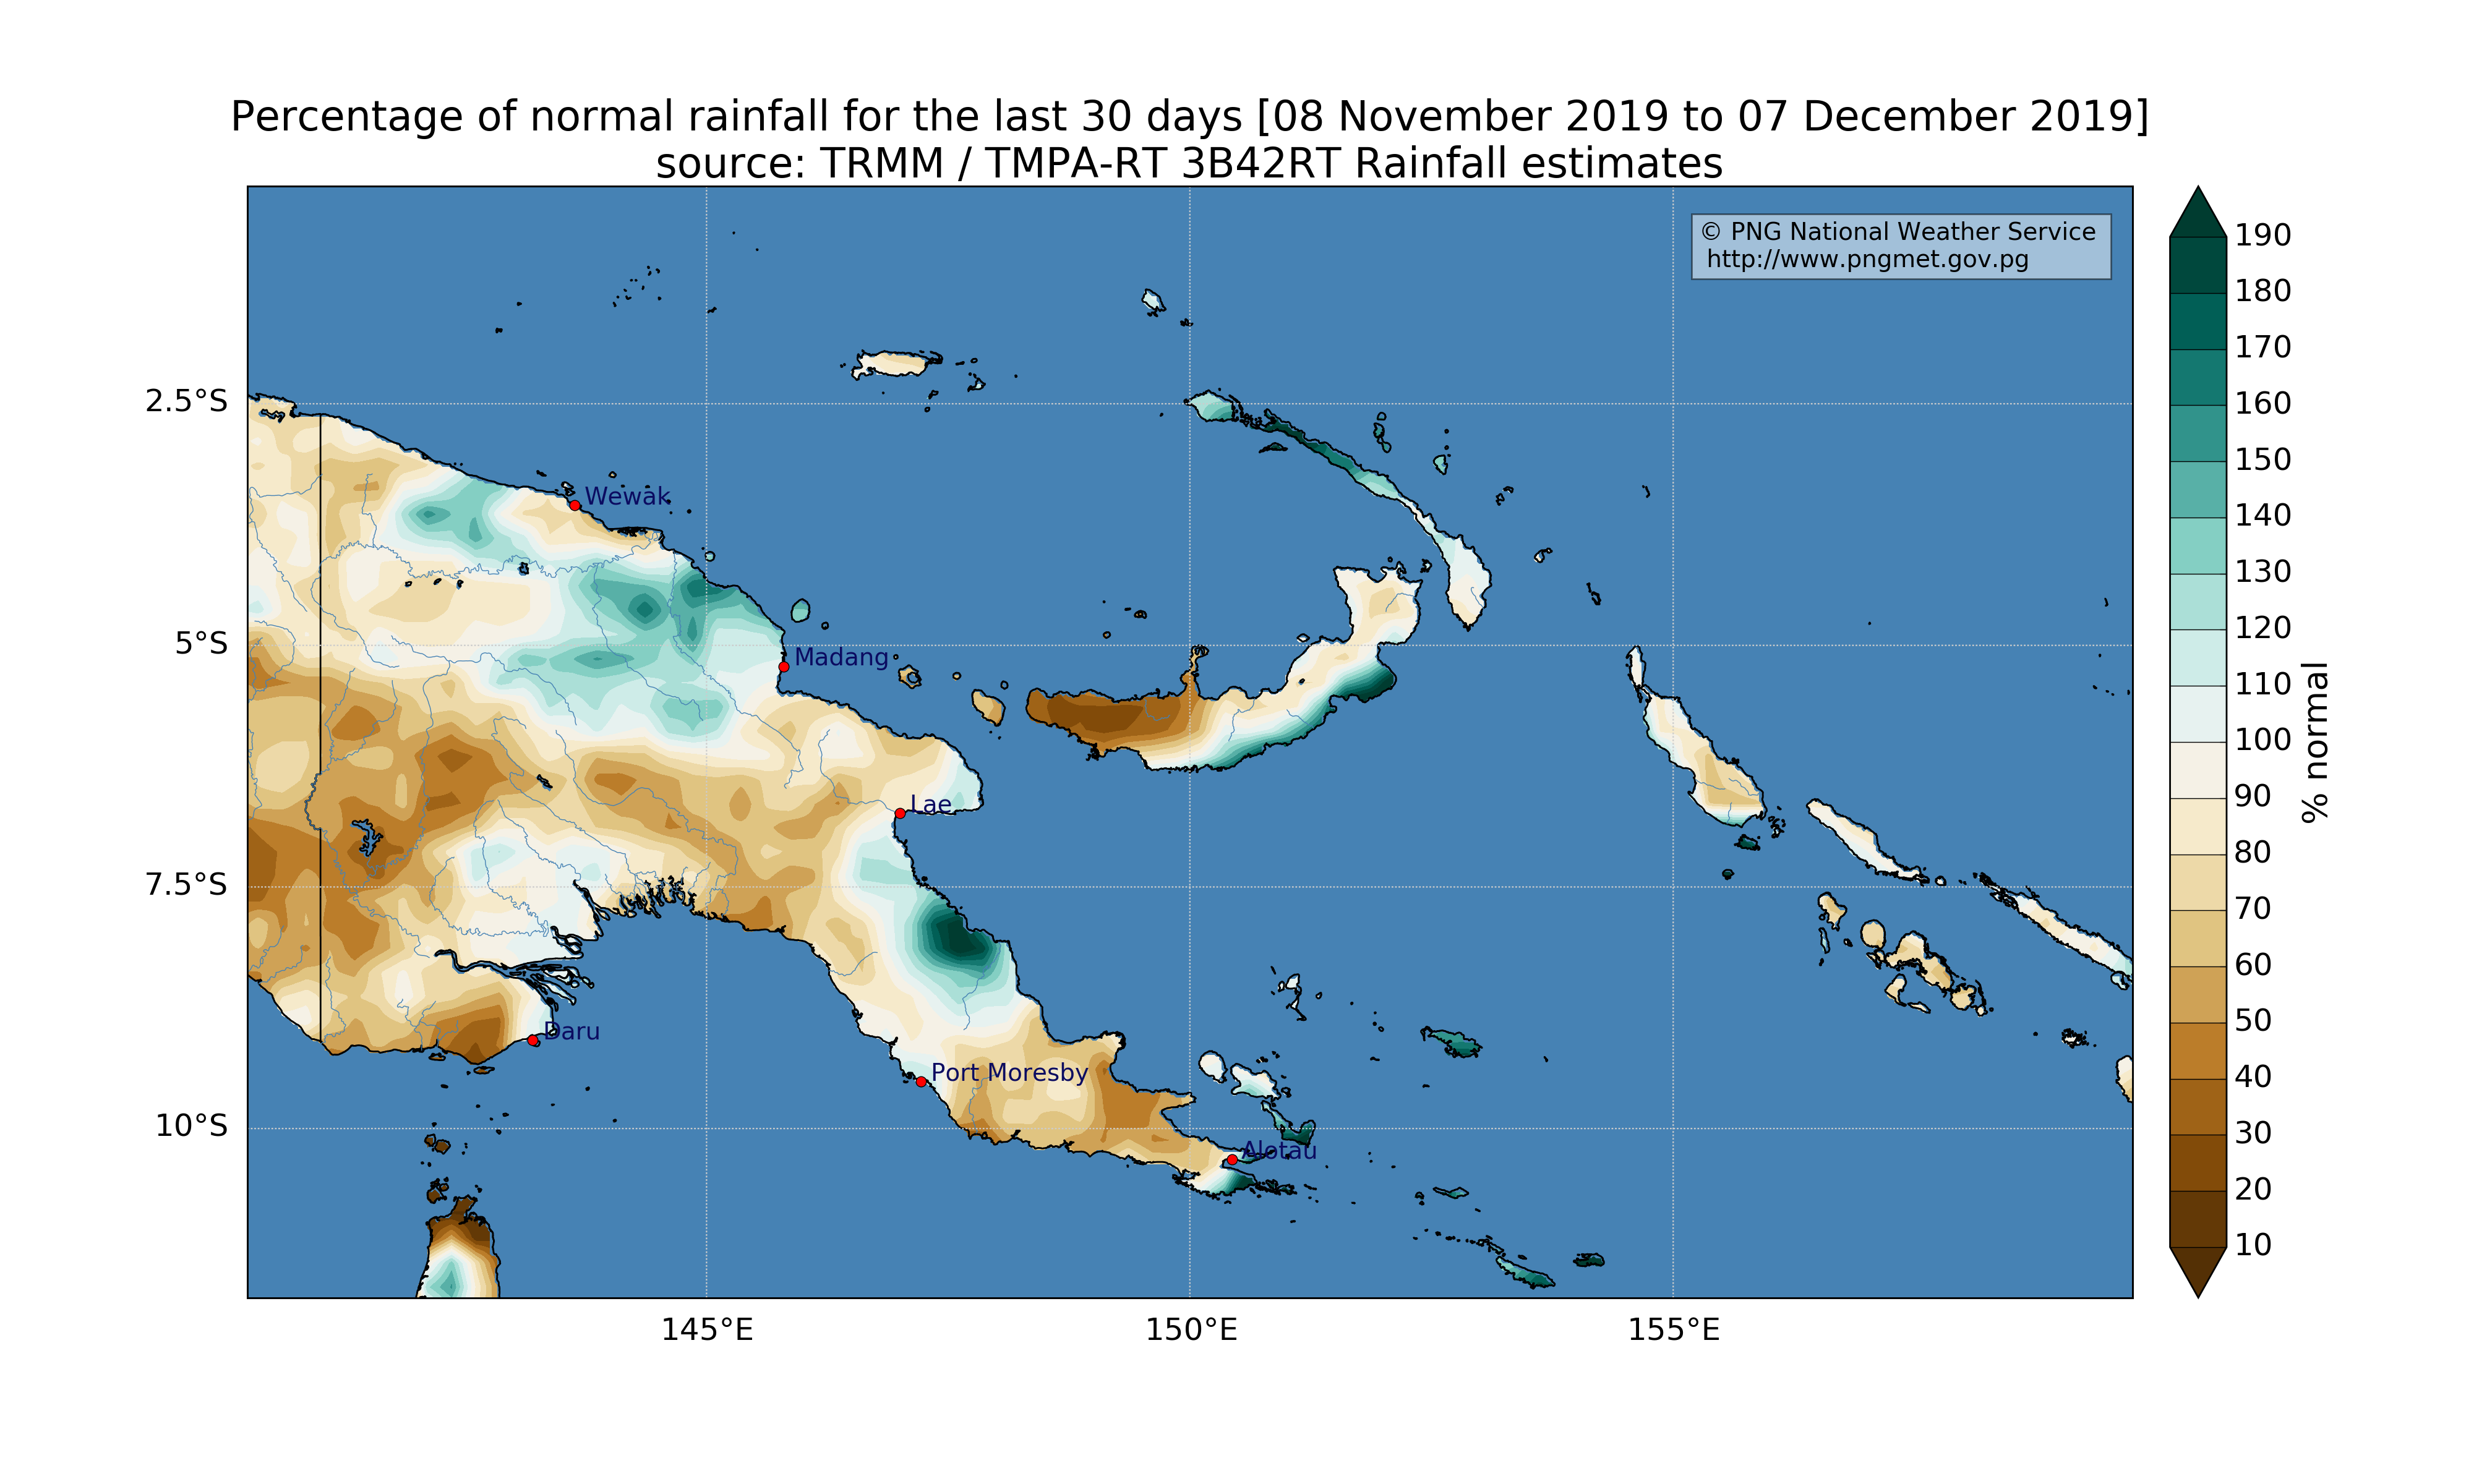 Percentage of normal rainfall for the last 30 days [08 November 2019 to 07 December 2019]
source: TRMM / TMPA-RT 3B42RT Rainfall estimates
© PNG National Weather Service
http://www.pngmet.gov.pg
2.5°S
5°S
7.5°S
10°S
Wewak
Madang
Lae
Daru
Port Moresby
Alotau
145°E
150°E
155°E
190
180
170
160
150
140
130
120
110
100
90
80
70
60
50
40
30
20
10
% normal